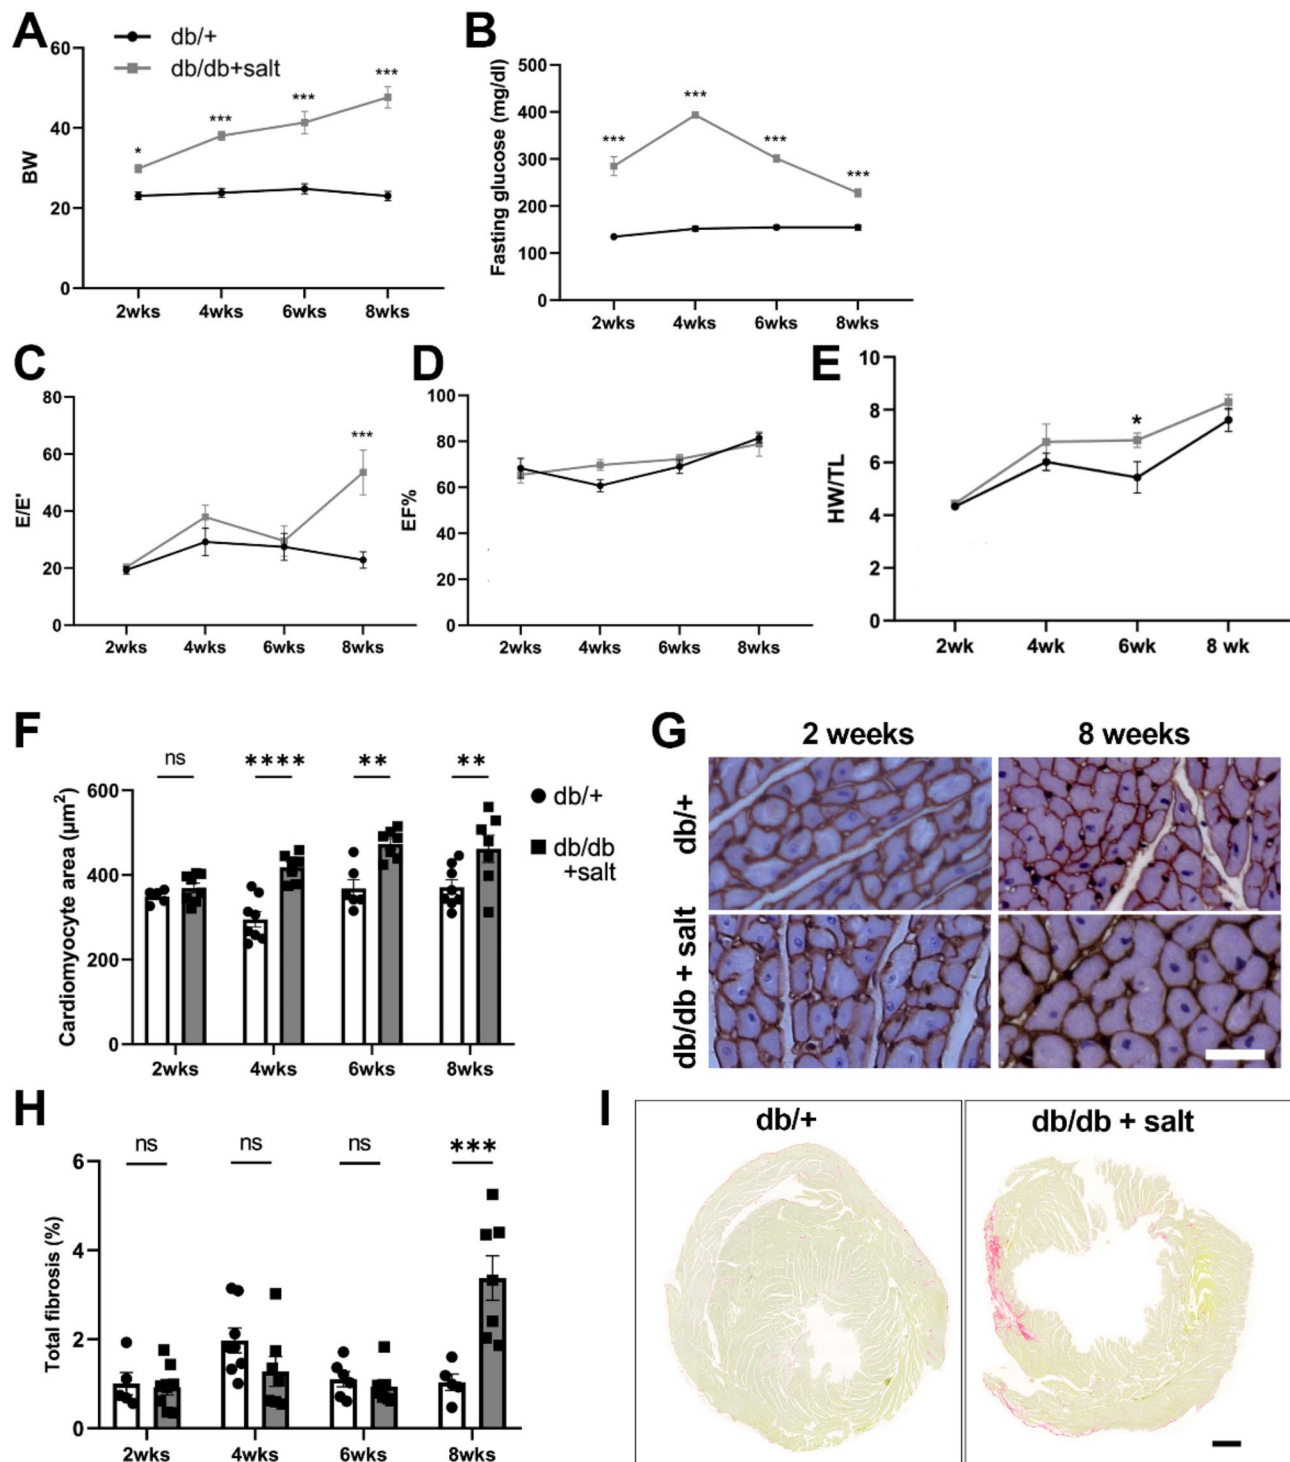 A
db/+
db/db+salt
60
40
20
0
BW
*
***
***
***
2wks 4wks 6wks 8wks
B
500
400
300
200
100
0
Fasting glucose (mg/dl)
***
***
***
***
2wks 4wks 6wks 8wks
C
80
60
40
20
0
E/E'
***
2wks 4wks 6wks 8wks
D
100
80
60
40
20
0
EF%
2wks 4wks 6wks 8wks
E
10
8
6
4
2
0
HW/TL
*
2wk 4wk 6wk 8 wk
F
ns **** ** **
600
400
200
0
Cardiomyocyte area (µm²)
db/+
db/db
+salt
2wks 4wks 6wks 8wks
G
2 weeks 8 weeks
db/+
db/db + salt
H
ns ns ns ***
6
4
2
0
Total fibrosis (%)
2wks 4wks 6wks 8wks
I
db/+ db/db + salt